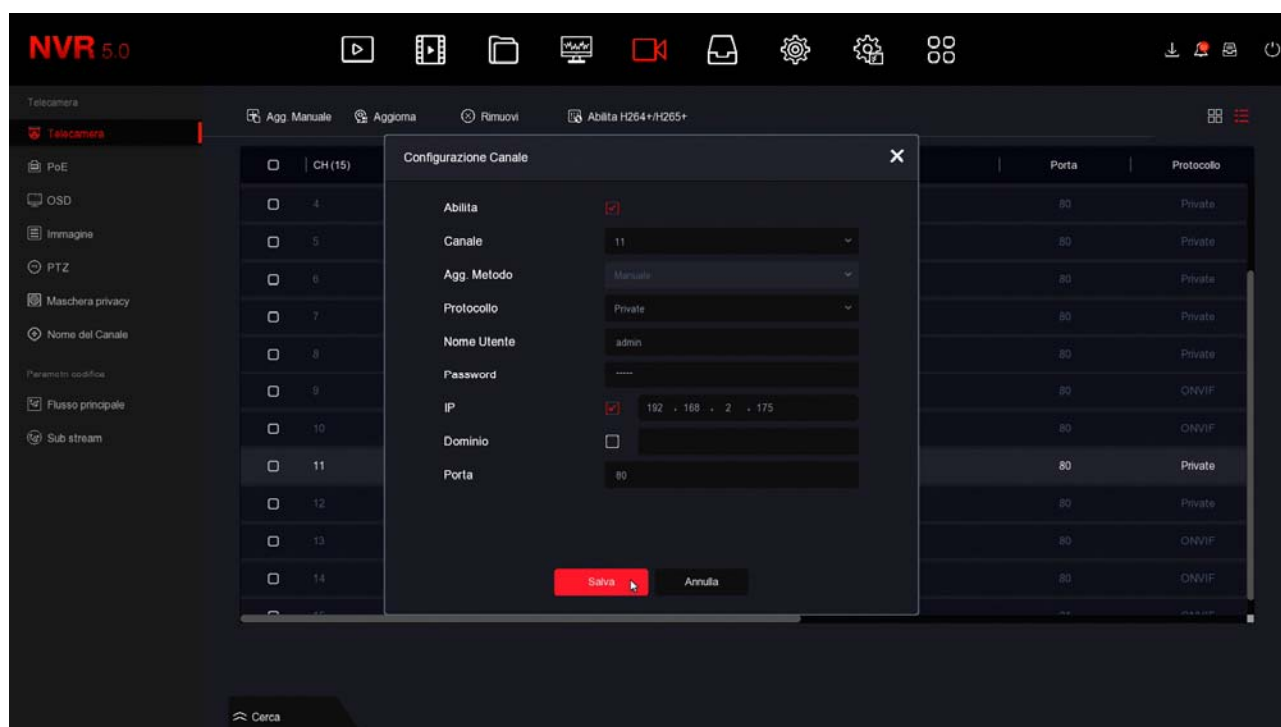 NVR 5.0
Telecamera
Telecamera
PoE
OSD
Immagine
PTZ
Maschera privacy
Nome del Canale
Parametri codifica
Flusso principale
Sub stream
Agg. Manuale Aggiorna Rimuovi Abilita H264+/H265+
CH (15) Porta Protocollo
4 80 Private
5 80 Private
6 80 Private
7 80 Private
8 80 Private
9 80 ONVIF
10 80 ONVIF
11 80 Private
12 80 Private
13 80 ONVIF
14 80 ONVIF
Configurazione Canale
Abilita
Canale 11
Agg. Metodo Manuale
Protocollo Private
Nome Utente admin
Password -----
IP 192 . 168 . 2 . 175
Dominio
Porta 80
Salva Annulla
Cerca